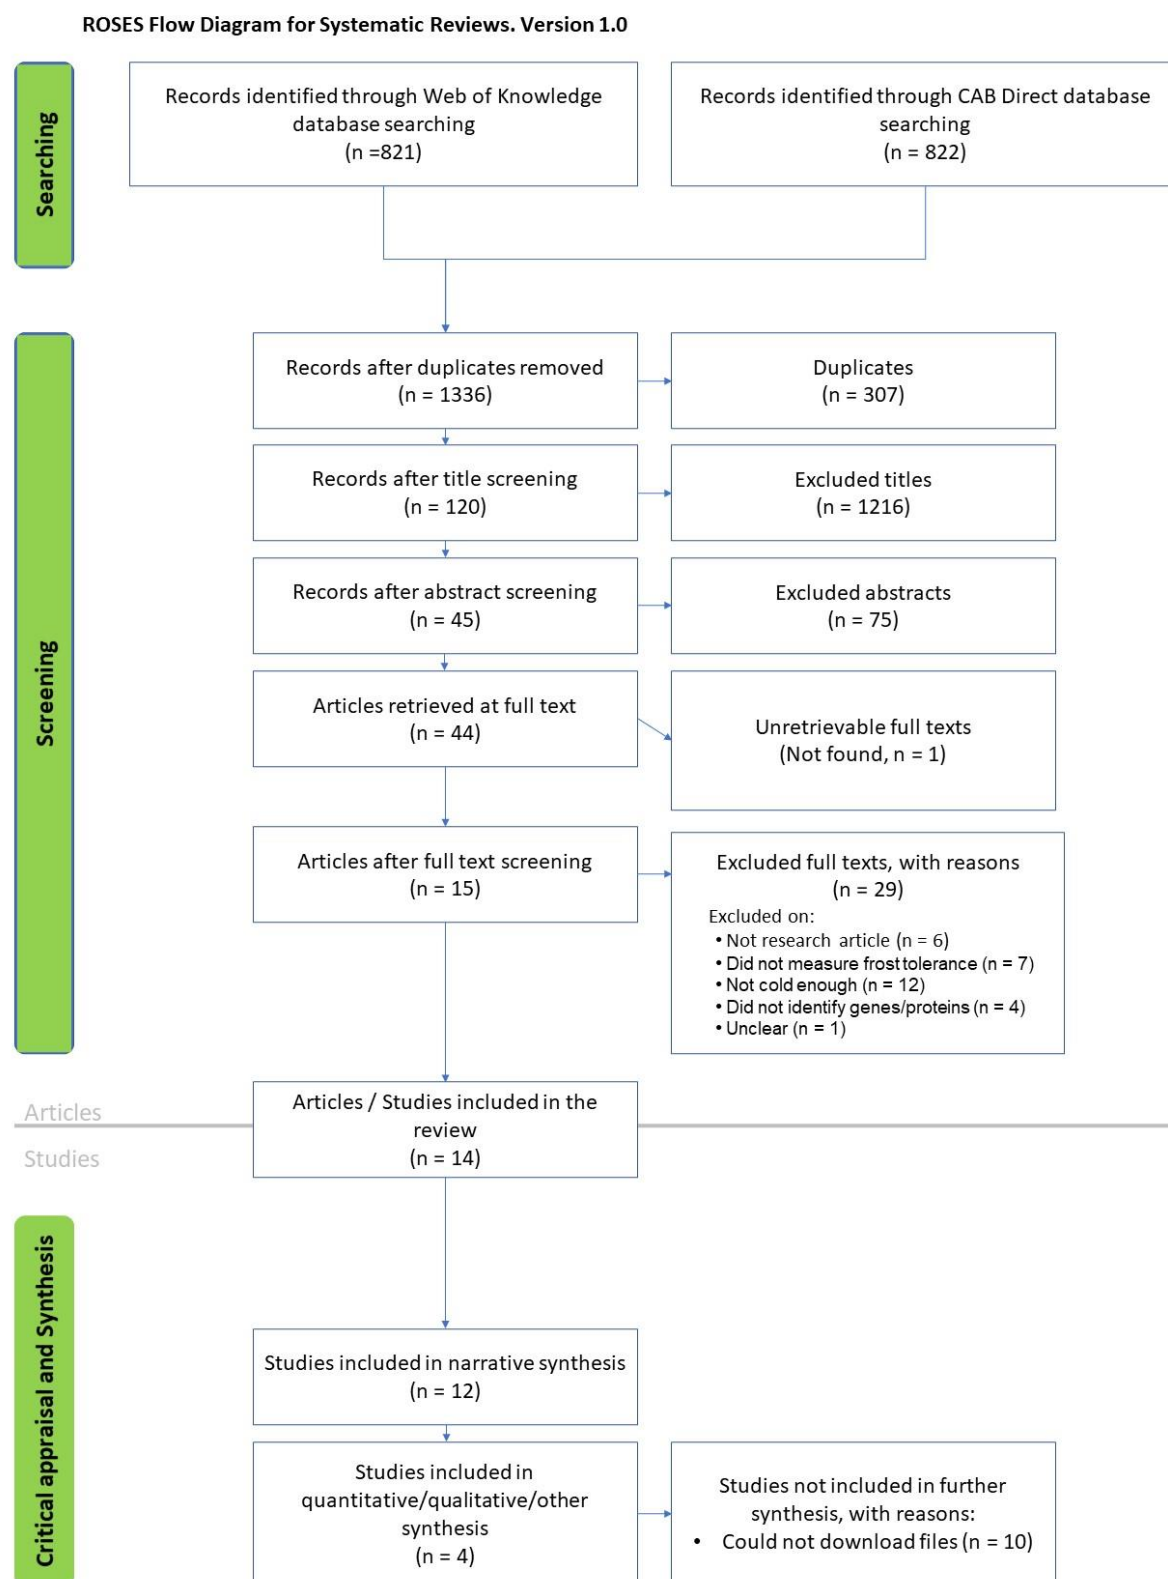 ROSES Flow Diagram for Systematic Reviews. Version 1.0
Searching
Records identified through Web of Knowledge
database searching
(n =821)
Records identified through CAB Direct database
searching
(n = 822)
Screening
Records after duplicates removed
(n = 1336)
Duplicates
(n = 307)
Records after title screening
(n = 120)
Excluded titles
(n = 1216)
Records after abstract screening
(n = 45)
Excluded abstracts
(n = 75)
Articles retrieved at full text
(n = 44)
Unretrievable full texts
(Not found, n = 1)
Articles after full text screening
(n = 15)
Excluded full texts, with reasons
(n = 29)
Excluded on:
• Not research article (n = 6)
• Did not measure frost tolerance (n = 7)
• Not cold enough (n = 12)
• Did not identify genes/proteins (n = 4)
• Unclear (n = 1)
Articles
Studies
Articles / Studies included in the
review
(n = 14)
Critical appraisal and Synthesis
Studies included in narrative synthesis
(n = 12)
Studies included in
quantitative/qualitative/other
synthesis
(n = 4)
Studies not included in further
synthesis, with reasons:
• Could not download files (n = 10)